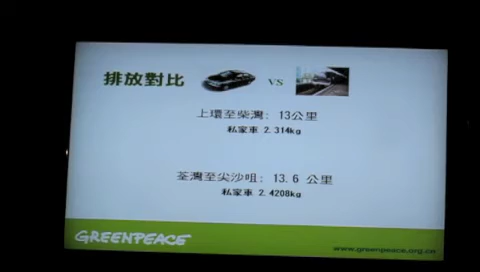 排放對比 VS
上環至柴灣: 13公里
私家車 2.314kg
荃灣至尖沙咀: 13.6 公里
私家車 2.4208kg
GREENPEACE
www.greenpeace.org.cn